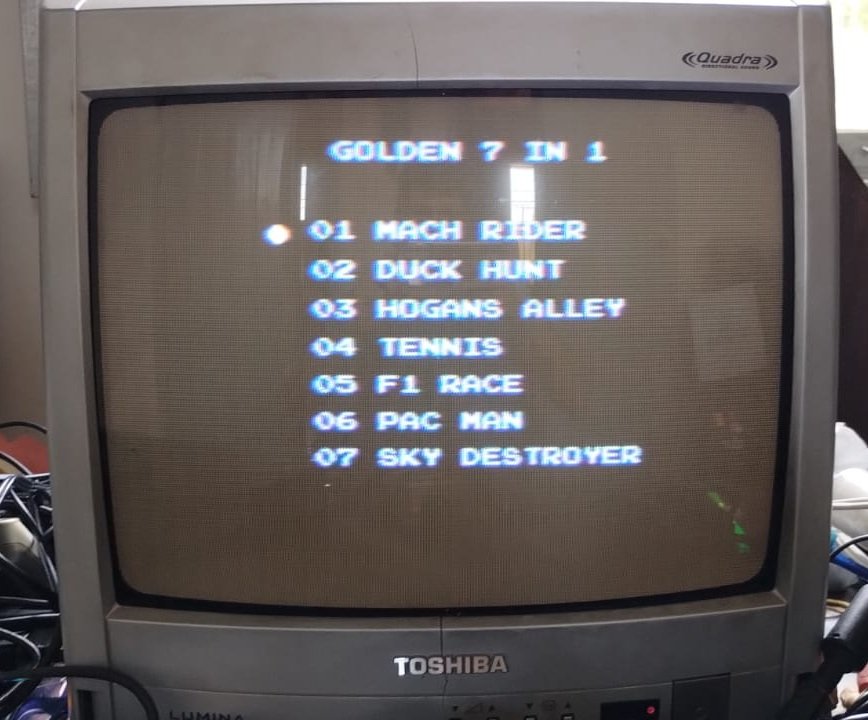 Quadra
GOLDEN 7 IN 1
01 MACH RIDER
02 DUCK HUNT
03 HOGANS ALLEY
04 TENNIS
05 F1 RACE
06 PAC MAN
07 SKY DESTROYER
TOSHIBA
LUMINA